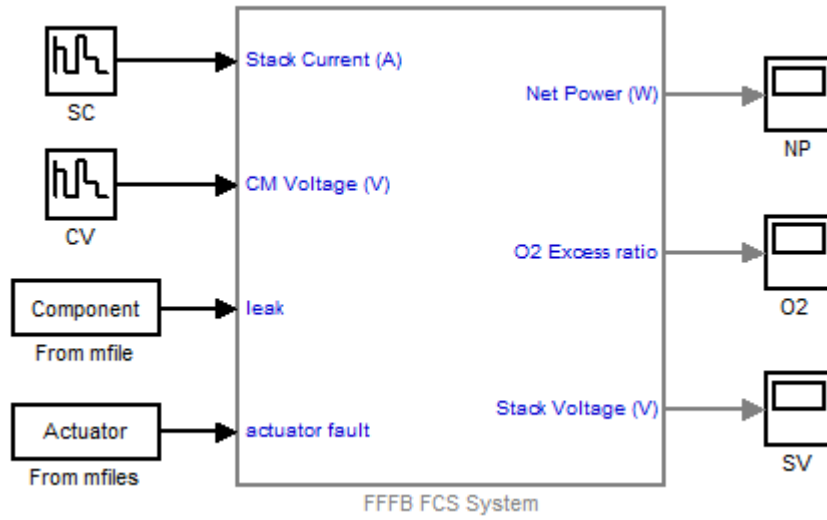 Stack Current (A)
SC
Net Power (W)
NP
CM Voltage (V)
CV
O2 Excess ratio
O2
Component
leak
From mfile
Stack Voltage (V)
SV
Actuator
actuator fault
From mfiles
FFFB FCS System